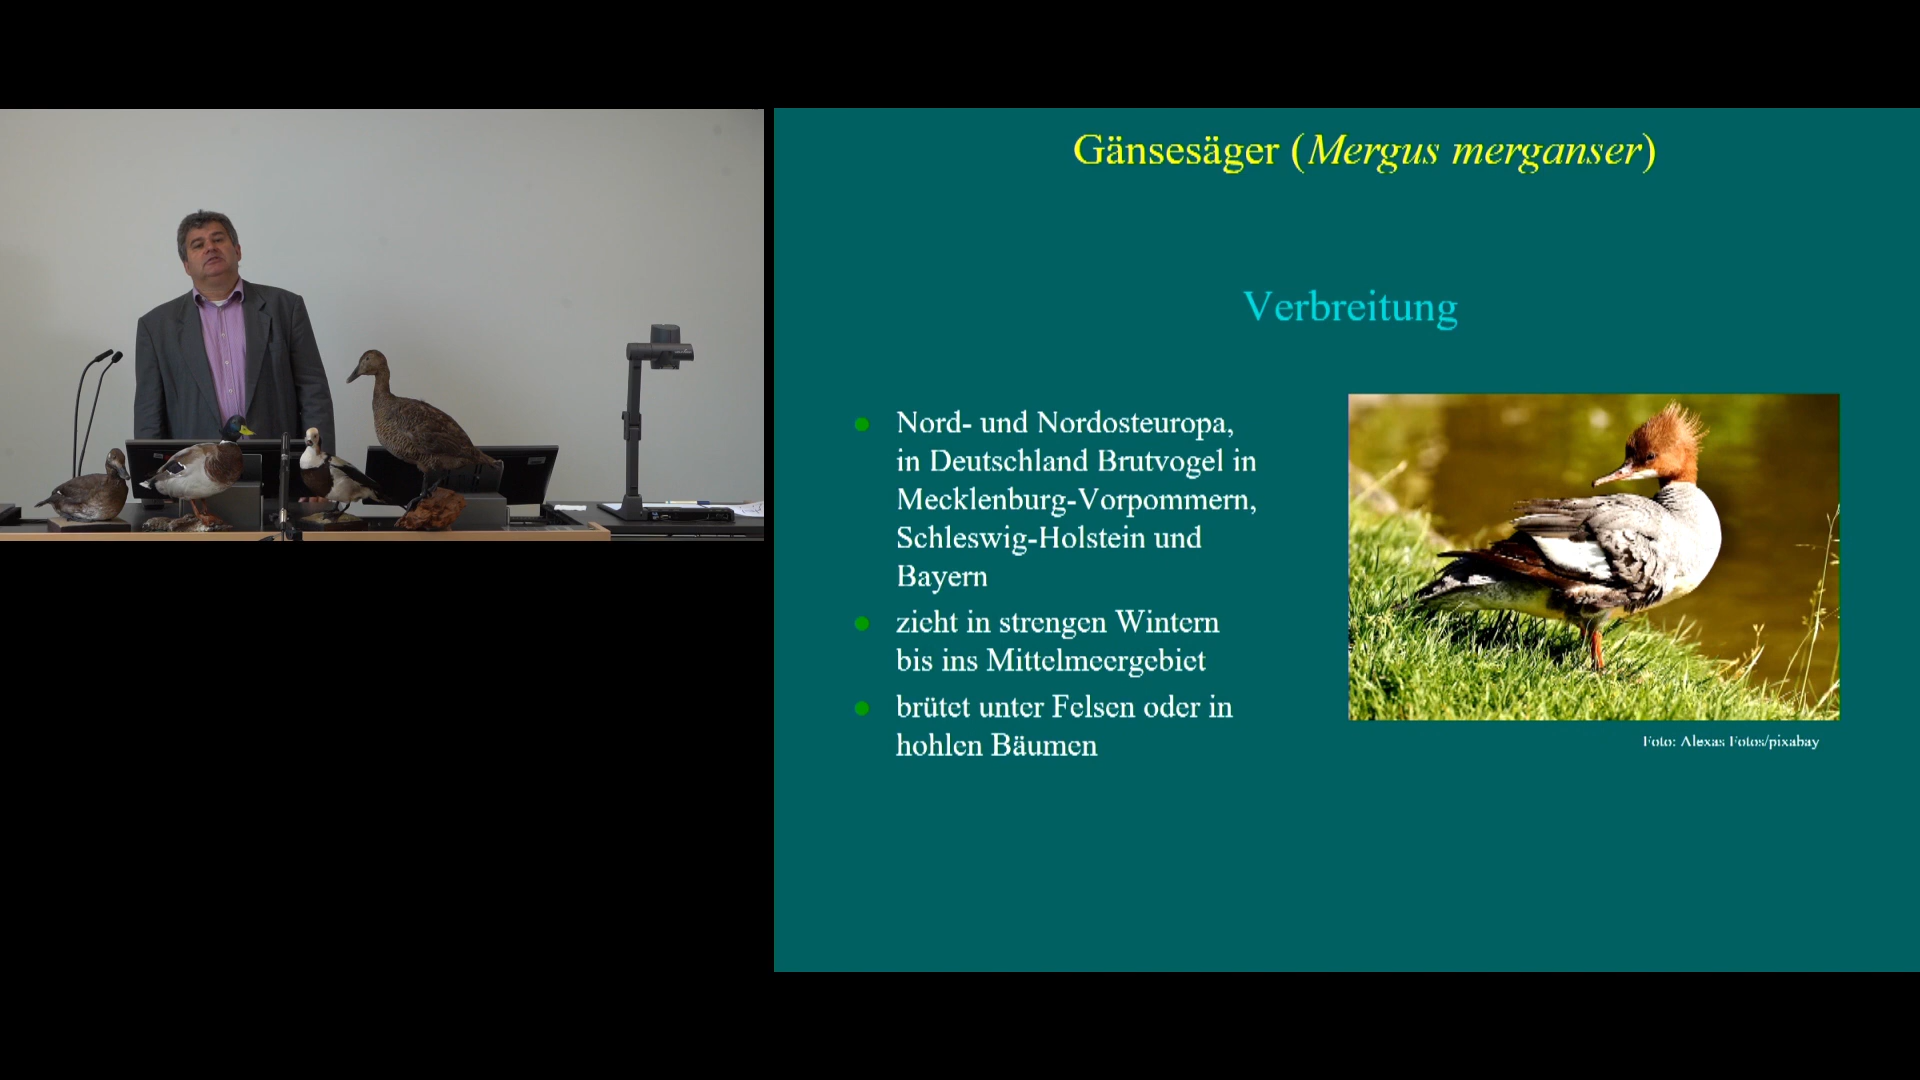 Gänsesäger (Mergus merganser)
Verbreitung
Nord- und Nordosteuropa,
in Deutschland Brutvogel in
Mecklenburg-Vorpommern,
Schleswig-Holstein und
Bayern
zieht in strengen Wintern
bis ins Mittelmeergebiet
brütet unter Felsen oder in
hohlen Bäumen
Foto: Alexas Fotos/pixabay